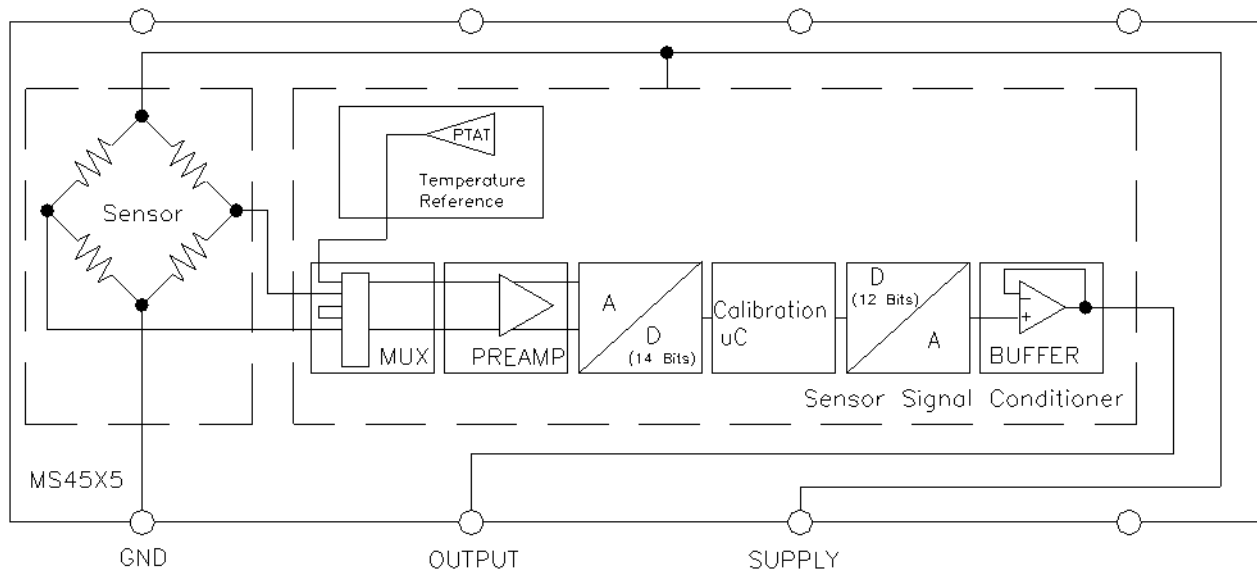 PTAT
Temperature
Reference
Sensor
A
D
(14 Bits)
Calibration
uC
D
(12 Bits)
A
MUX
PREAMP
BUFFER
Sensor Signal Conditioner
MS45X5
GND
OUTPUT
SUPPLY